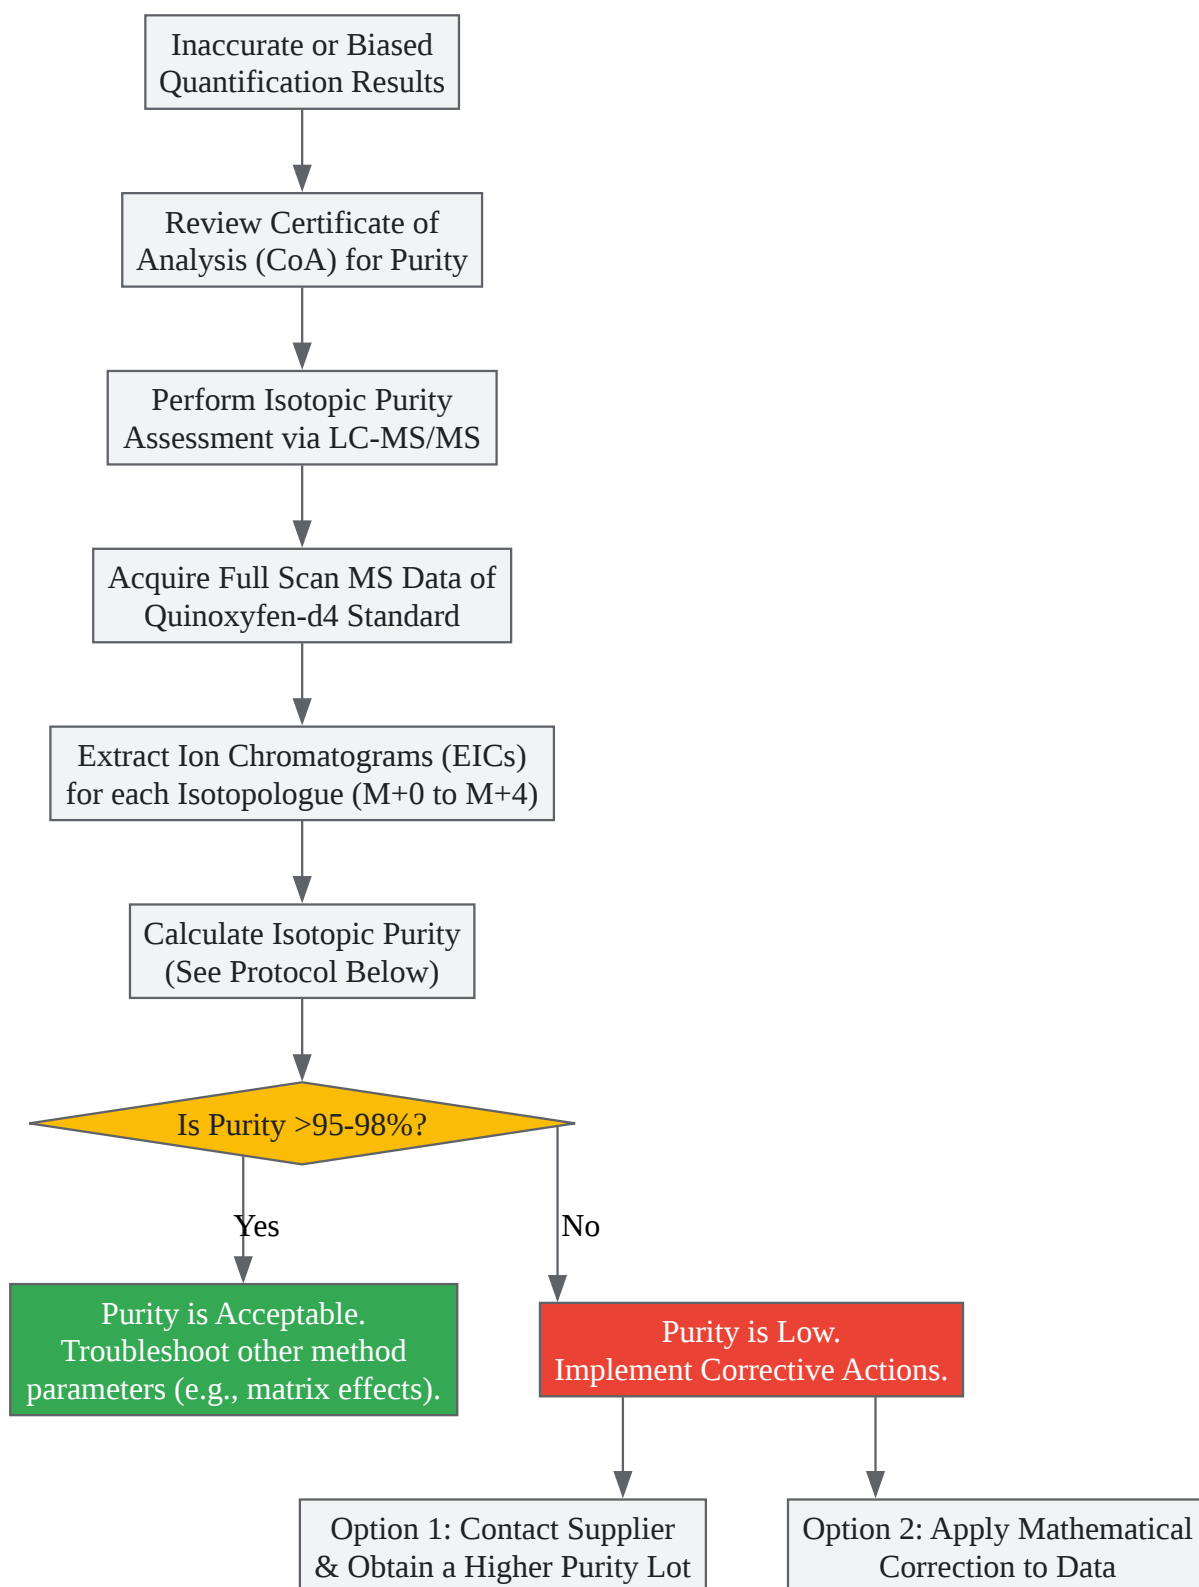 Inaccurate or Biased
Quantification Results
Review Certificate of
Analysis (CoA) for Purity
Perform Isotopic Purity
Assessment via LC-MS/MS
Acquire Full Scan MS Data of
Quinoxyfen-d4 Standard
Extract Ion Chromatograms (EICs)
for each Isotopologue (M+0 to M+4)
Calculate Isotopic Purity
(See Protocol Below)
Is Purity >95-98%?
Yes
No
Purity is Acceptable.
Troubleshoot other method
parameters (e.g., matrix effects).
Purity is Low.
Implement Corrective Actions.
Option 1: Contact Supplier
& Obtain a Higher Purity Lot
Option 2: Apply Mathematical
Correction to Data